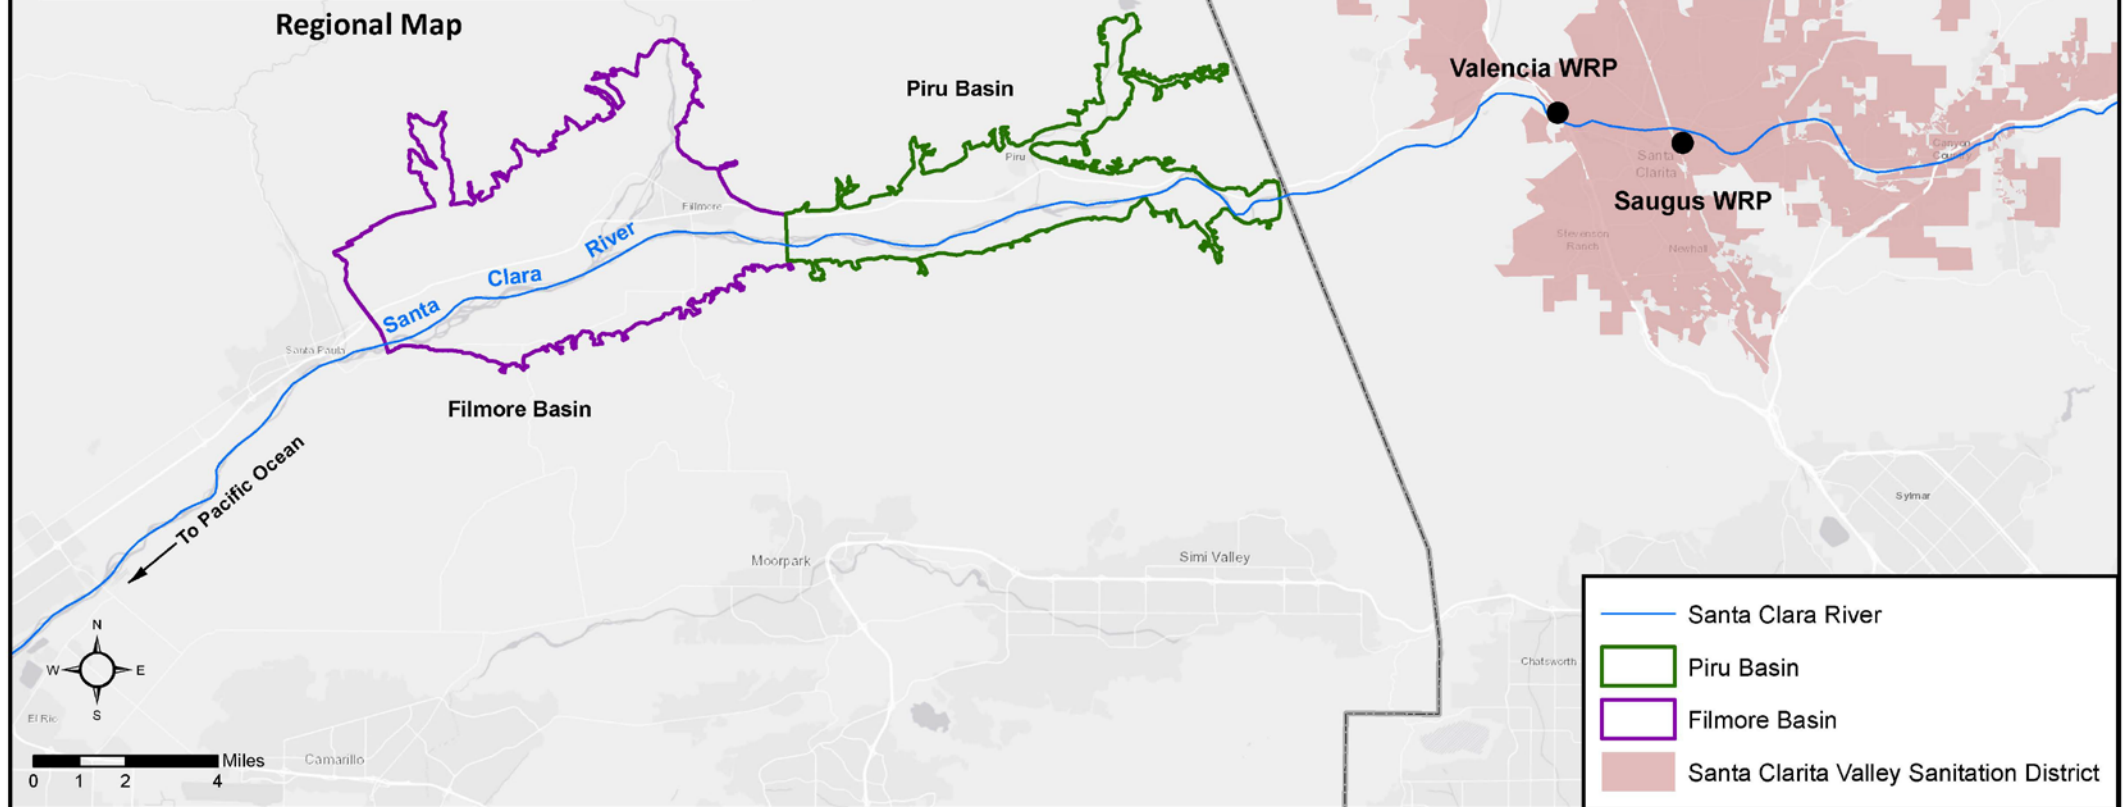 Regional Map
Piru Basin
Valencia WRP
Piru
Canyon
Country
Santa
Clarita
Saugus WRP
Fillmore
Stevenson
Ranch
Newhall
Santa Clara River
Santa Paula
Filmore Basin
To Pacific Ocean
Sylmar
Moorpark
Simi Valley
Chatsworth
N
W E
S
El Rio
Camarillo
Miles
0 1 2 4
Santa Clara River
Piru Basin
Filmore Basin
Santa Clarita Valley Sanitation District